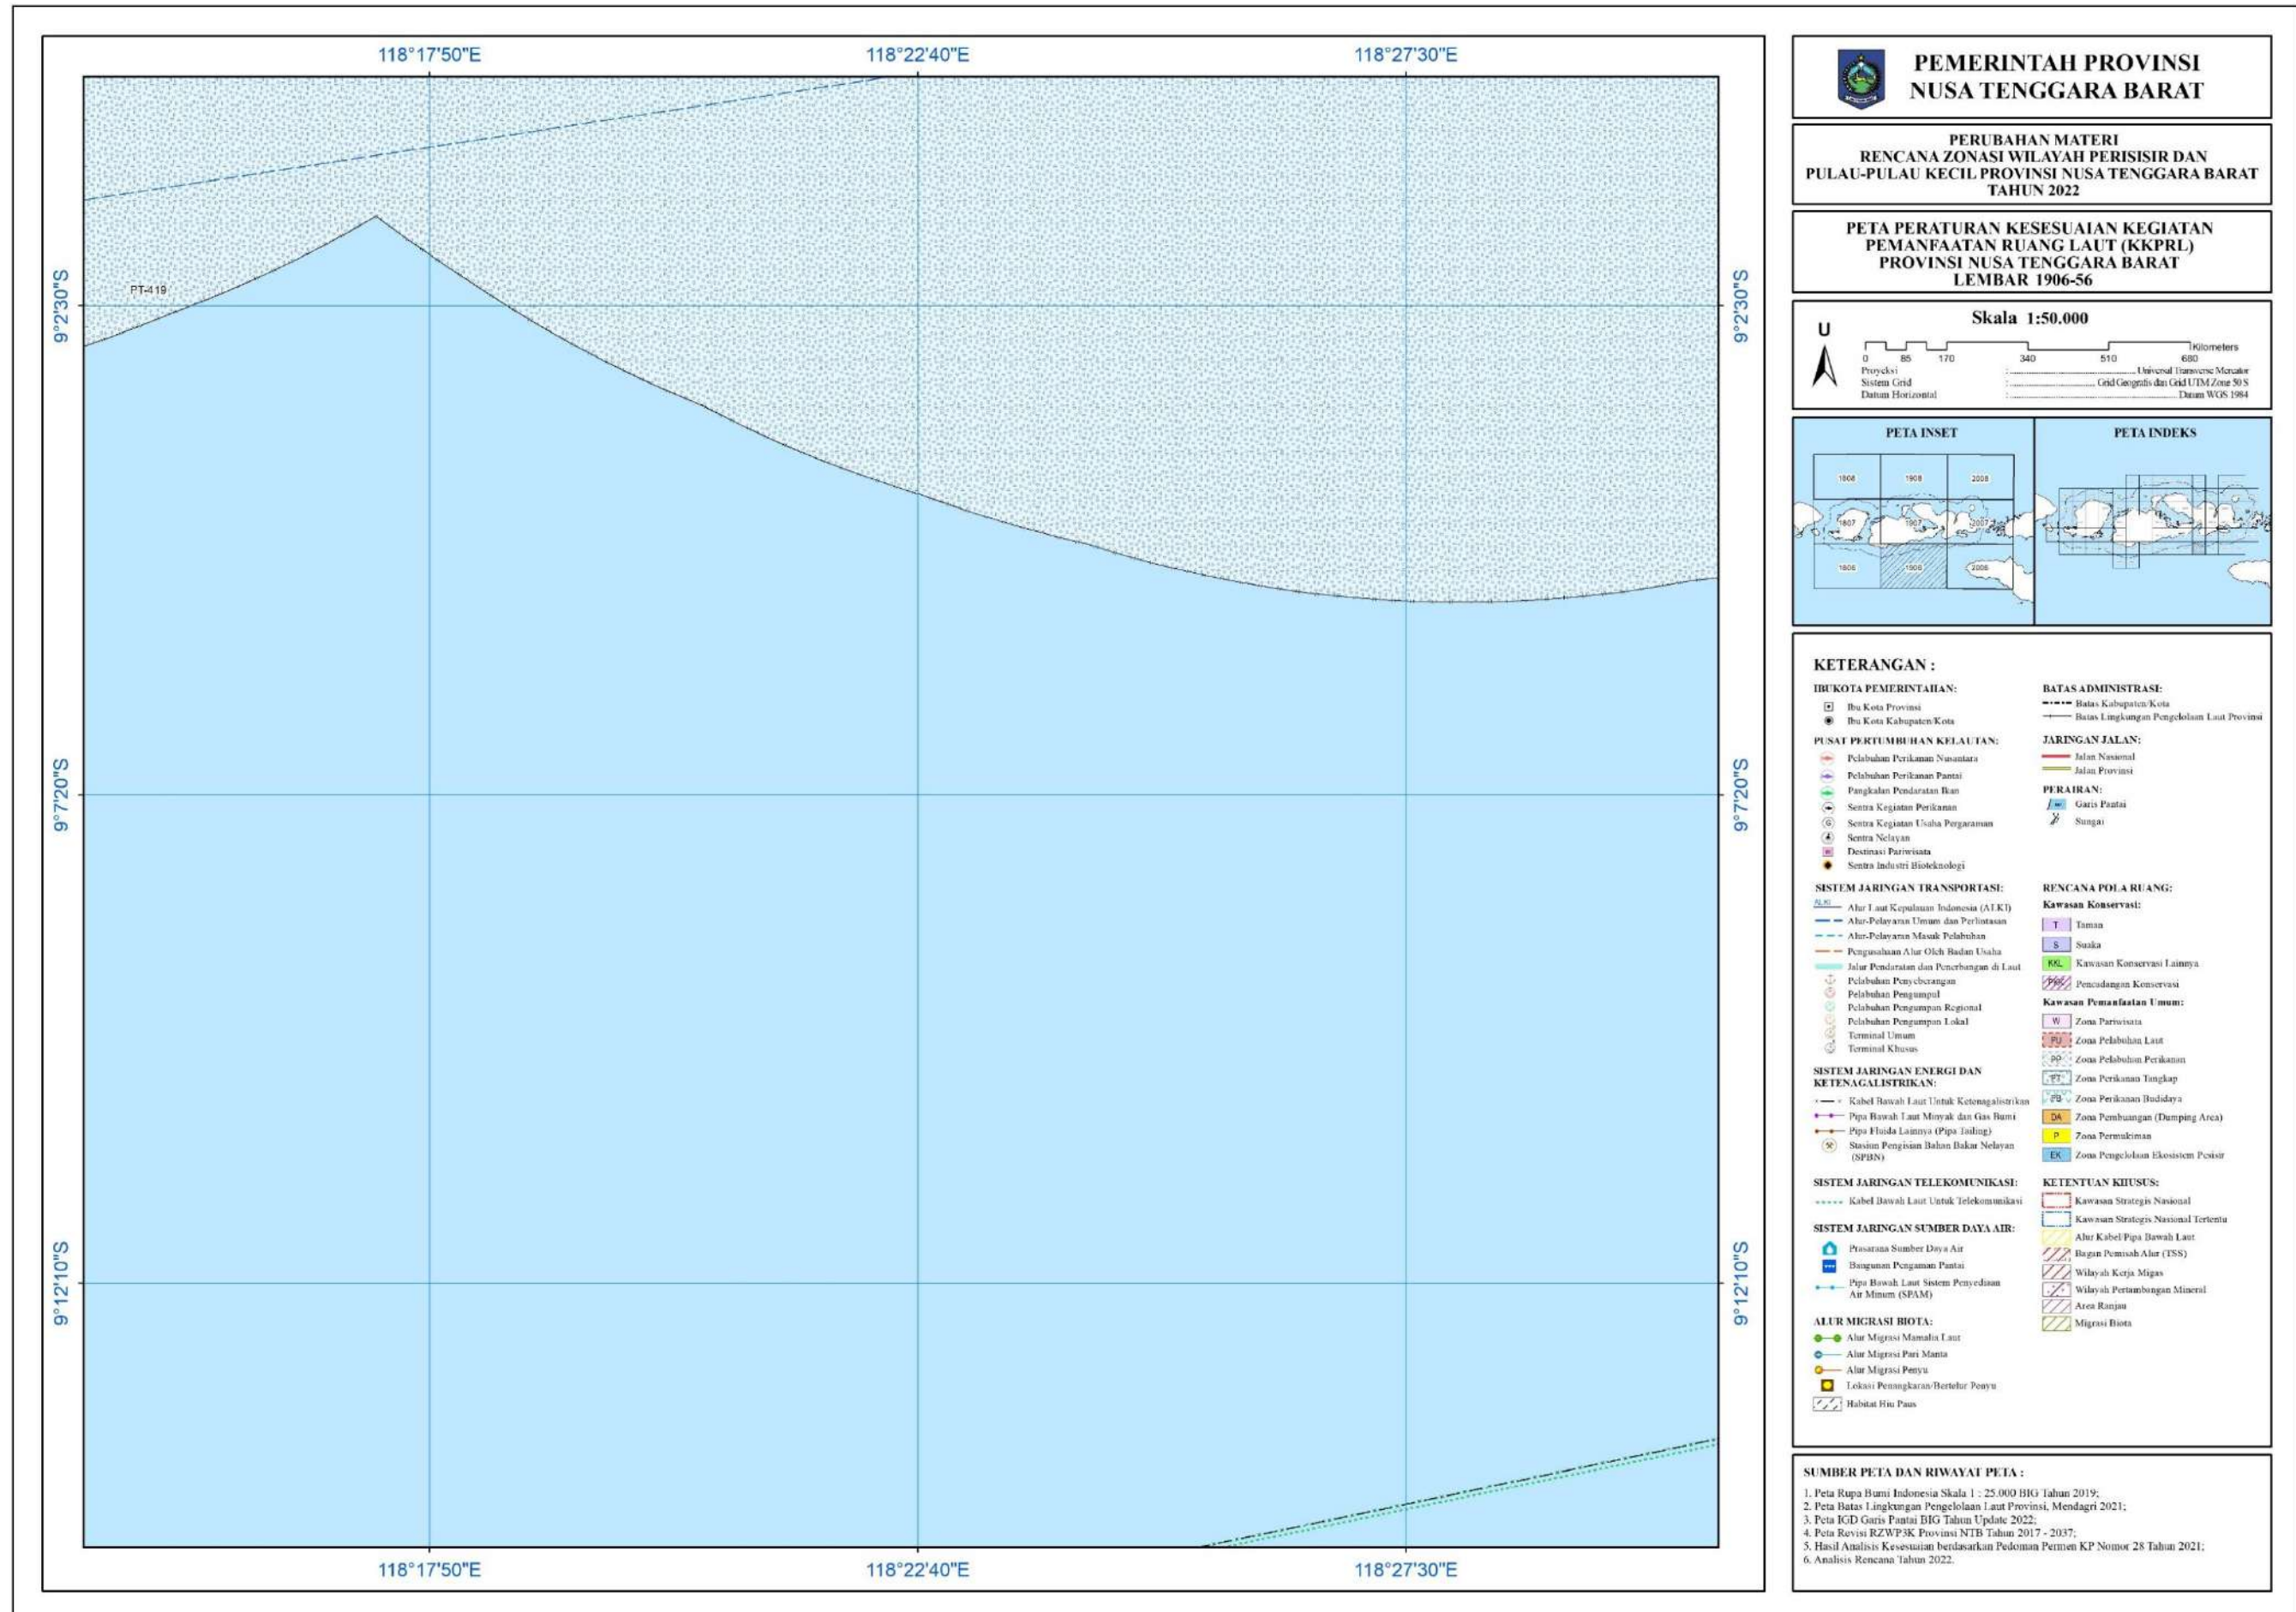 118°17'50"E
118°22'40"E
118°27'30"E
9°2'30"S
9°2'30"S
PT-419
9°7'20"S
9°7'20"S
9°12'10"S
9°12'10"S
118°17'50"E
118°22'40"E
118°27'30"E
PEMERINTAH PROVINSI
NUSA TENGGARA BARAT
PERUBAHAN MATERI
RENCANA ZONASI WILAYAH PERISISIR DAN
PULAU-PULAU KECIL PROVINSI NUSA TENGGARA BARAT
TAHUN 2022
PETA PERATURAN KESESUAIAN KEGIATAN
PEMANFAATAN RUANG LAUT (KKPRL)
PROVINSI NUSA TENGGARA BARAT
LEMBAR 1906-56
Skala 1:50.000
U
Kilometers
0 85 170 340 510 680
Proyeksi : Universal Transverse Mercator
Sistem Grid : Grid Geografis dan Grid UTM Zone 50 S
Datum Horizontal : Datum WGS 1984
PETA INSET
1808 1908 2008
1807 1907 2007
1806 1906 2006
PETA INDEKS
KETERANGAN :
IBUKOTA PEMERINTAHAN:
Ibu Kota Provinsi
Ibu Kota Kabupaten/Kota
PUSAT PERTUMBUHAN KELAUTAN:
Pelabuhan Perikanan Nusantara
Pelabuhan Perikanan Pantai
Pangkalan Pendaratan Ikan
Sentra Kegiatan Perikanan
G Sentra Kegiatan Usaha Pergaraman
Sentra Nelayan
Destinasi Pariwisata
Sentra Industri Bioteknologi
SISTEM JARINGAN TRANSPORTASI:
ALKI Alur Laut Kepulauan Indonesia (ALKI)
Alur-Pelayaran Umum dan Perlintasan
Alur-Pelayaran Masuk Pelabuhan
Pengusahaan Alur Oleh Badan Usaha
Jalur Pendaratan dan Penerbangan di Laut
Pelabuhan Penyeberangan
Pelabuhan Pengumpul
Pelabuhan Pengumpan Regional
Pelabuhan Pengumpan Lokal
Terminal Umum
Terminal Khusus
SISTEM JARINGAN ENERGI DAN
KETENAGALISTRIKAN:
Kabel Bawah Laut Untuk Ketenagalistrikan
Pipa Bawah Laut Minyak dan Gas Bumi
Pipa Fluida Lainnya (Pipa Tailing)
Stasiun Pengisian Bahan Bakar Nelayan
(SPBN)
SISTEM JARINGAN TELEKOMUNIKASI:
Kabel Bawah Laut Untuk Telekomunikasi
SISTEM JARINGAN SUMBER DAYA AIR:
Prasarana Sumber Daya Air
Bangunan Pengaman Pantai
Pipa Bawah Laut Sistem Penyediaan
Air Minum (SPAM)
ALUR MIGRASI BIOTA:
Alur Migrasi Mamalia Laut
Alur Migrasi Pari Manta
Alur Migrasi Penyu
Lokasi Penangkaran/Bertelur Penyu
Habitat Hiu Paus
BATAS ADMINISTRASI:
Batas Kabupaten/Kota
Batas Lingkungan Pengelolaan Laut Provinsi
JARINGAN JALAN:
Jalan Nasional
Jalan Provinsi
PERAIRAN:
Garis Pantai
Sungai
RENCANA POLA RUANG:
Kawasan Konservasi:
T Taman
S Suaka
KKL Kawasan Konservasi Lainnya
PKK Pencadangan Konservasi
Kawasan Pemanfaatan Umum:
W Zona Pariwisata
PU Zona Pelabuhan Laut
PP Zona Pelabuhan Perikanan
PT Zona Perikanan Tangkap
PB Zona Perikanan Budidaya
DA Zona Pembuangan (Dumping Area)
P Zona Permukiman
EK Zona Pengelolaan Ekosistem Pesisir
KETENTUAN KHUSUS:
Kawasan Strategis Nasional
Kawasan Strategis Nasional Tertentu
Alur Kabel/Pipa Bawah Laut
Bagan Pemisah Alur (TSS)
Wilayah Kerja Migas
Wilayah Pertambangan Mineral
Area Ranjau
Migrasi Biota
SUMBER PETA DAN RIWAYAT PETA :
1. Peta Rupa Bumi Indonesia Skala 1 : 25.000 BIG Tahun 2019;
2. Peta Batas Lingkungan Pengelolaan Laut Provinsi, Mendagri 2021;
3. Peta IGD Garis Pantai BIG Tahun Update 2022;
4. Peta Revisi RZWP3K Provinsi NTB Tahun 2017 - 2037;
5. Hasil Analisis Kesesuaian berdasarkan Pedoman Permen KP Nomor 28 Tahun 2021;
6. Analisis Rencana Tahun 2022.